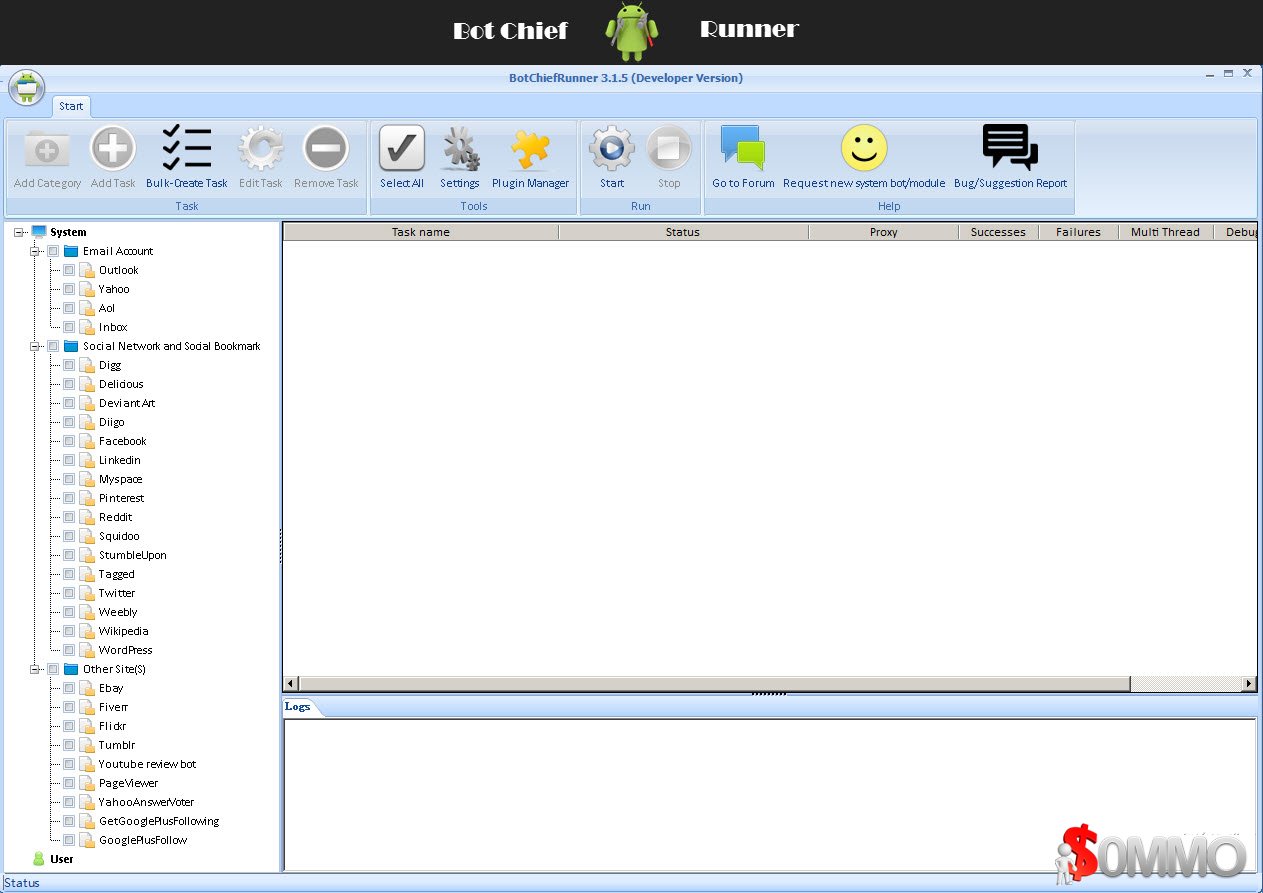 Bot Chief Runner
BotChiefRunner 3.1.5 (Developer Version)
Start
Add Category Add Task Bulk-Create Task Edit Task Remove Task Select All Settings Plugin Manager Start Stop Go to Forum Request new system bot/module Bug/Suggestion Report
Task Tools Run Help
Task name Status Proxy Successes Failures Multi Thread Debug
System
Email Account
Outlook
Yahoo
Aol
Inbox
Social Network and Social Bookmark
Digg
Delicious
DeviantArt
Diigo
Facebook
Linkedin
Myspace
Pinterest
Reddit
Squidoo
StumbleUpon
Tagged
Twitter
Weebly
Wikipedia
WordPress
Other Site(S)
Ebay
Fiverr
Flickr
Tumblr
Youtube review bot
PageViewer
YahooAnswerVoter
GetGooglePlusFollowing
GooglePlusFollow
User
Logs
$0MMO
Status